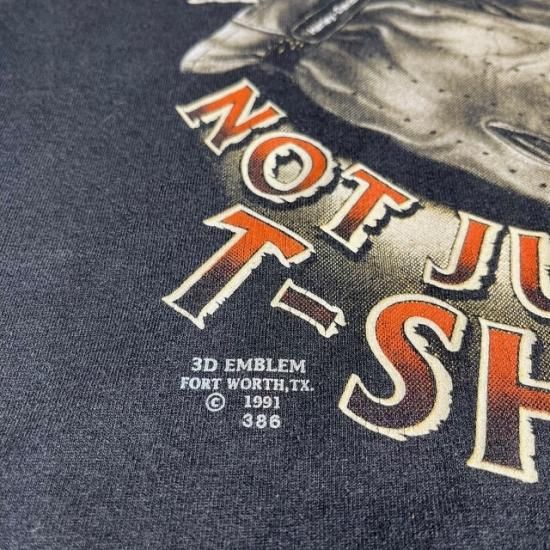 NOT JU
T-SH
3D EMBLEM
FORT WORTH,TX.
© 1991
386